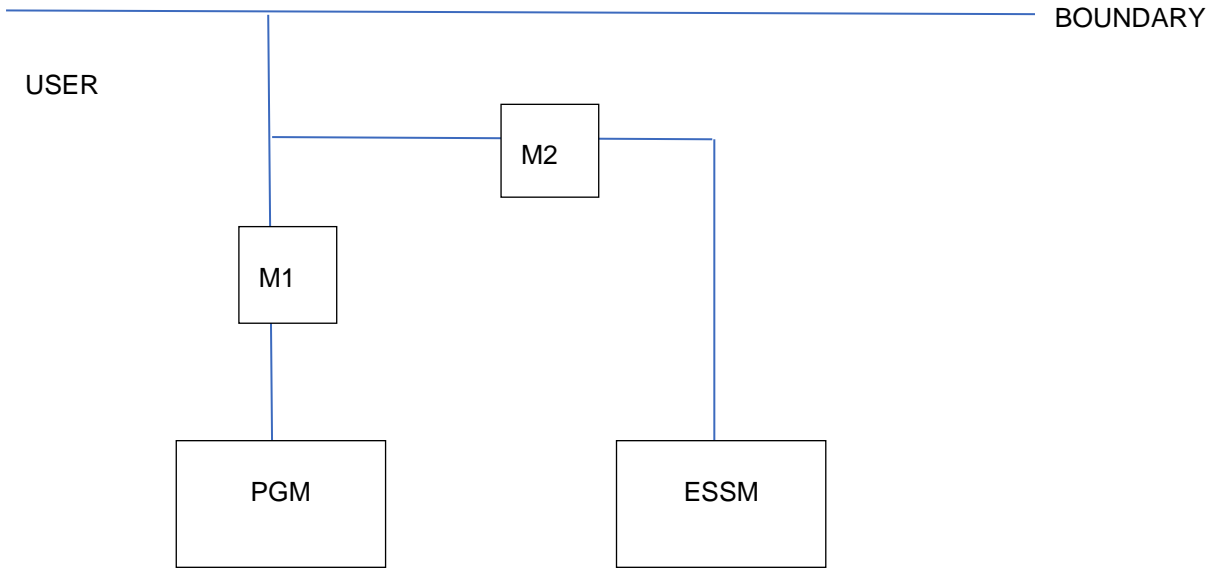 BOUNDARY
USER
M2
M1
PGM
ESSM